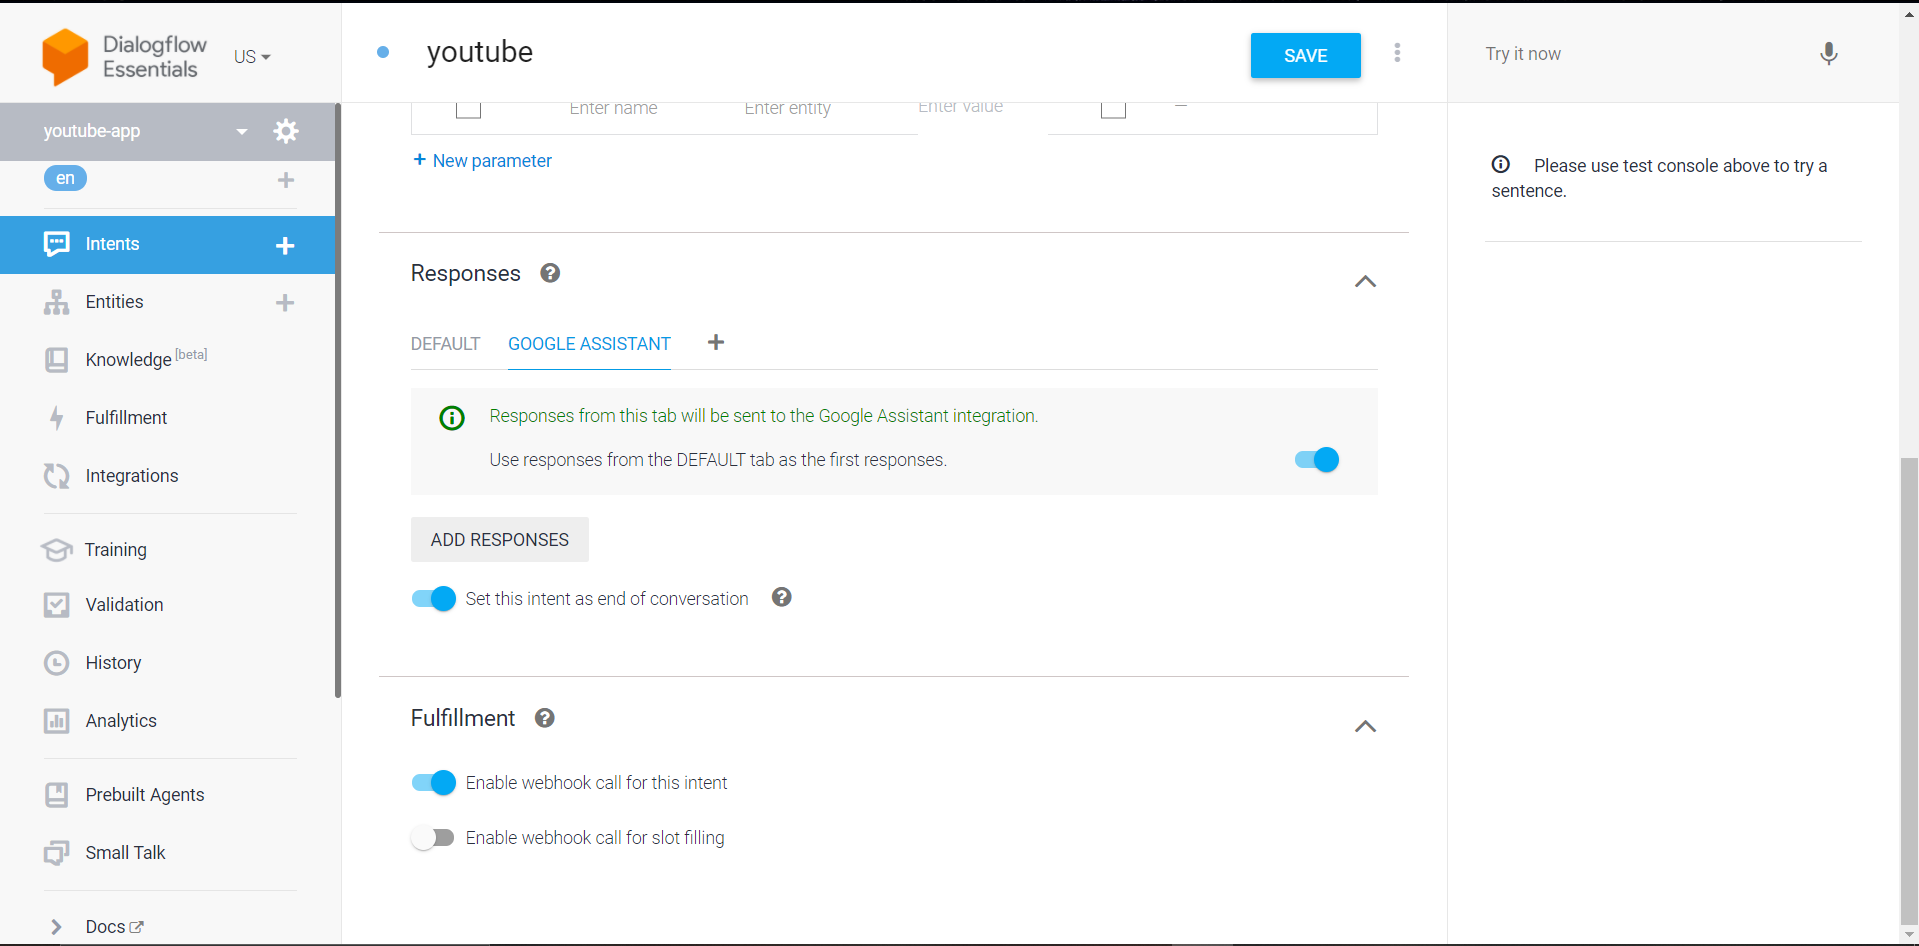 Dialogflow
Essentials
US
youtube
SAVE
Try it now
youtube-app
en
Intents
Entities
Knowledge [beta]
Fulfillment
Integrations
Training
Validation
History
Analytics
Prebuilt Agents
Small Talk
Docs
Enter name
Enter entity
Enter value
+ New parameter
Responses
DEFAULT
GOOGLE ASSISTANT
Responses from this tab will be sent to the Google Assistant integration.
Use responses from the DEFAULT tab as the first responses.
ADD RESPONSES
Set this intent as end of conversation
Fulfillment
Enable webhook call for this intent
Enable webhook call for slot filling
Please use test console above to try a
sentence.